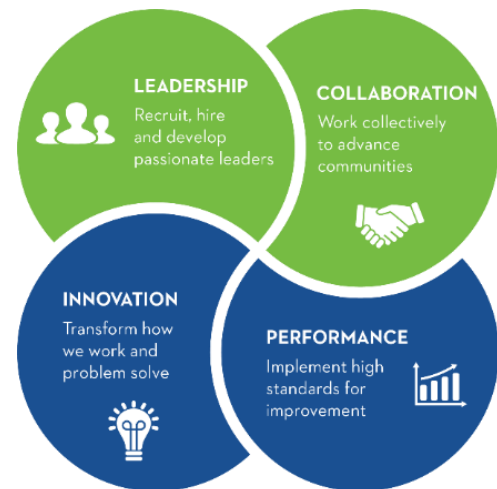 LEADERSHIP
Recruit, hire
and develop
passionate leaders
COLLABORATION
Work collectively
to advance
communities
INNOVATION
Transform how
we work and
problem solve
PERFORMANCE
Implement high
standards for
improvement